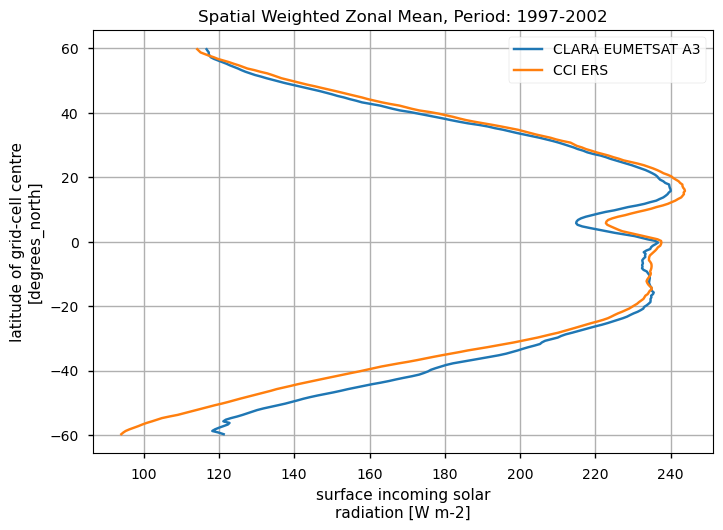 Spatial Weighted Zonal Mean, Period: 1997-2002
CLARA EUMETSAT A3
CCI ERS
latitude of grid-cell centre
[degrees_north]
60
40
20
0
−20
−40
−60
100 120 140 160 180 200 220 240
surface incoming solar
radiation [W m-2]